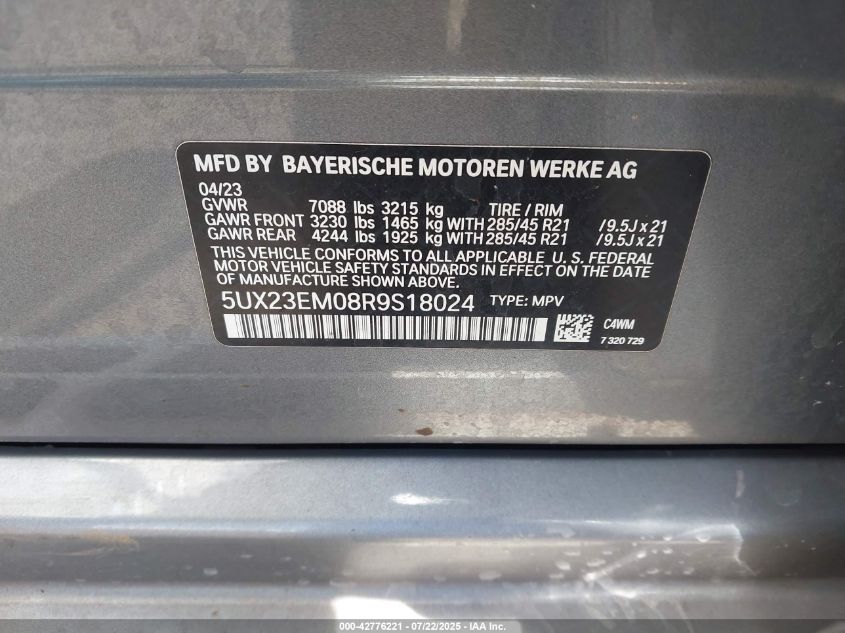 MFD BY BAYERISCHE MOTOREN WERKE AG
04/23
GVWR 7088 lbs 3215 kg TIRE / RIM
GAWR FRONT 3230 lbs 1465 kg WITH 285/45 R21 / 9.5J x 21
GAWR REAR 4244 lbs 1925 kg WITH 285/45 R21 / 9.5J x 21
THIS VEHICLE CONFORMS TO ALL APPLICABLE U. S. FEDERAL
MOTOR VEHICLE SAFETY STANDARDS IN EFFECT ON THE DATE
OF MANUFACTURE SHOWN ABOVE.
5UX23EM08R9S18024 TYPE: MPV
C4WM
7 320 729
000-42776221 - 07/22/2025 - IAA Inc.